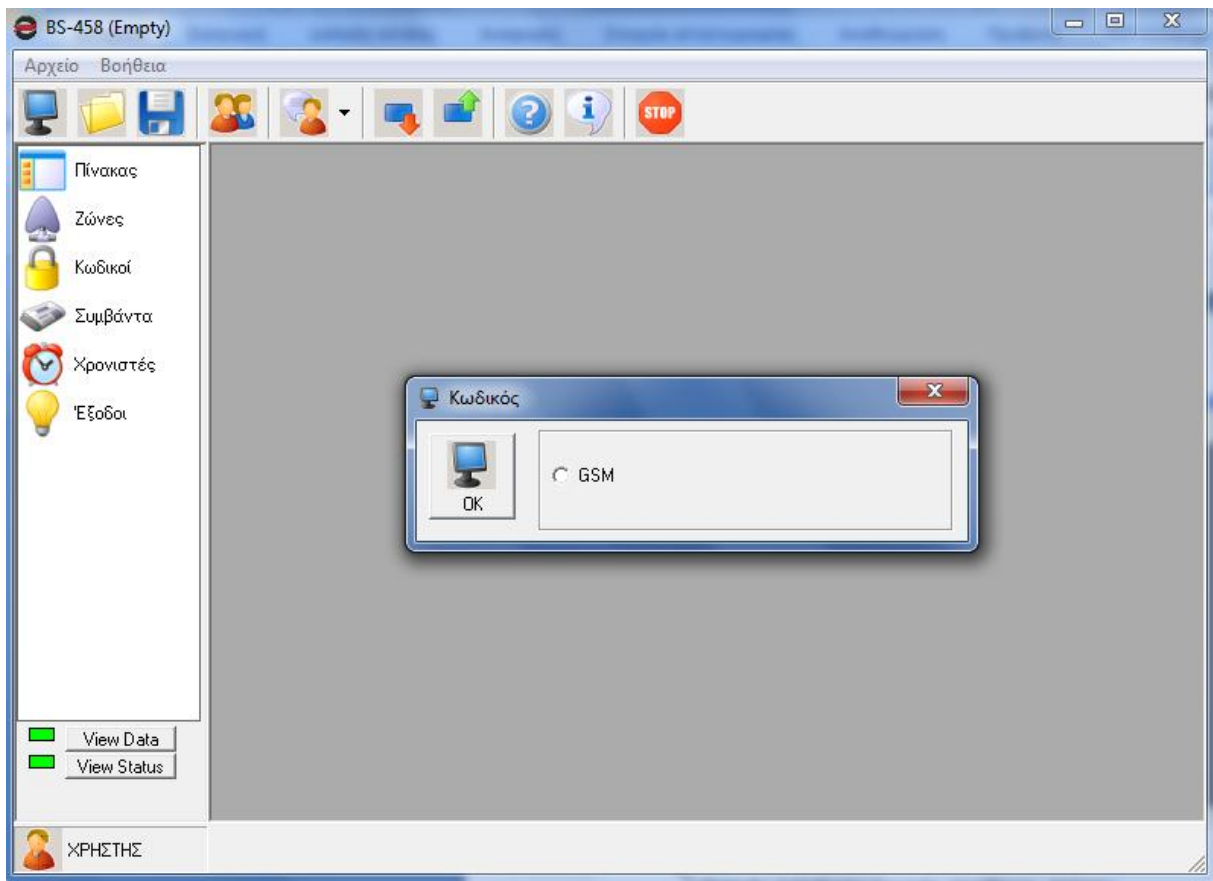 BS-458 (Empty)
Αρχείο Βοήθεια
STOP
Πίνακας
Ζώνες
Κωδικοί
Συμβάντα
Χρονιστές
Έξοδοι
Κωδικός
OK
GSM
View Data
View Status
ΧΡΗΣΤΗΣ